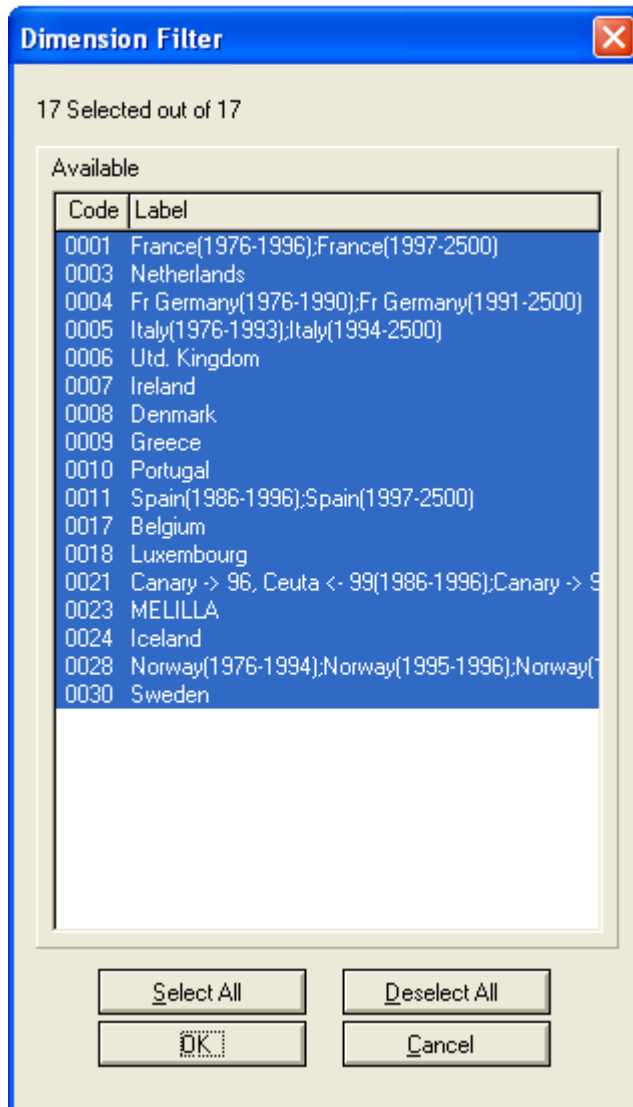 Dimension Filter
17 Selected out of 17
Available
Code Label
0001 France(1976-1996);France(1997-2500)
0003 Netherlands
0004 Fr Germany(1976-1990);Fr Germany(1991-2500)
0005 Italy(1976-1993);Italy(1994-2500)
0006 Utd. Kingdom
0007 Ireland
0008 Denmark
0009 Greece
0010 Portugal
0011 Spain(1986-1996);Spain(1997-2500)
0017 Belgium
0018 Luxembourg
0021 Canary -> 96, Ceuta <- 99(1986-1996);Canary -> 9
0023 MELILLA
0024 Iceland
0028 Norway(1976-1994);Norway(1995-1996);Norway(1
0030 Sweden
Select All Deselect All
OK Cancel